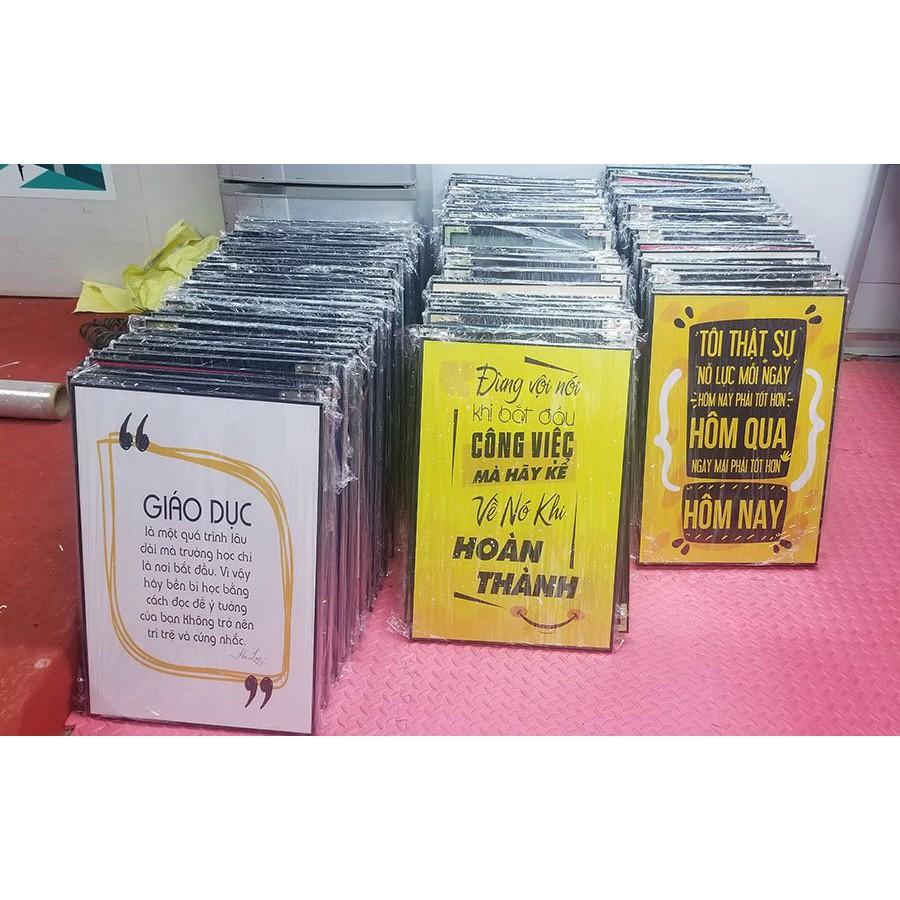 GIÁO DỤC
là một quá trình lâu
dài mà trường học chỉ
là nơi bắt đầu. Vì vậy
hãy bền bỉ học bằng
cách đọc để ý tưởng
của bạn Không trở nên
trì trệ và cứng nhắc.
Đừng vội nói
khi bắt đầu
CÔNG VIỆC
MÀ HÃY KỂ
Về Nó Khi
HOÀN
THÀNH
TÔI THẬT SỰ
NỖ LỰC MỖI NGÀY
HÔM NAY PHẢI TỐT HƠN
HÔM QUA
NGÀY MAI PHẢI TỐT HƠN
HÔM NAY